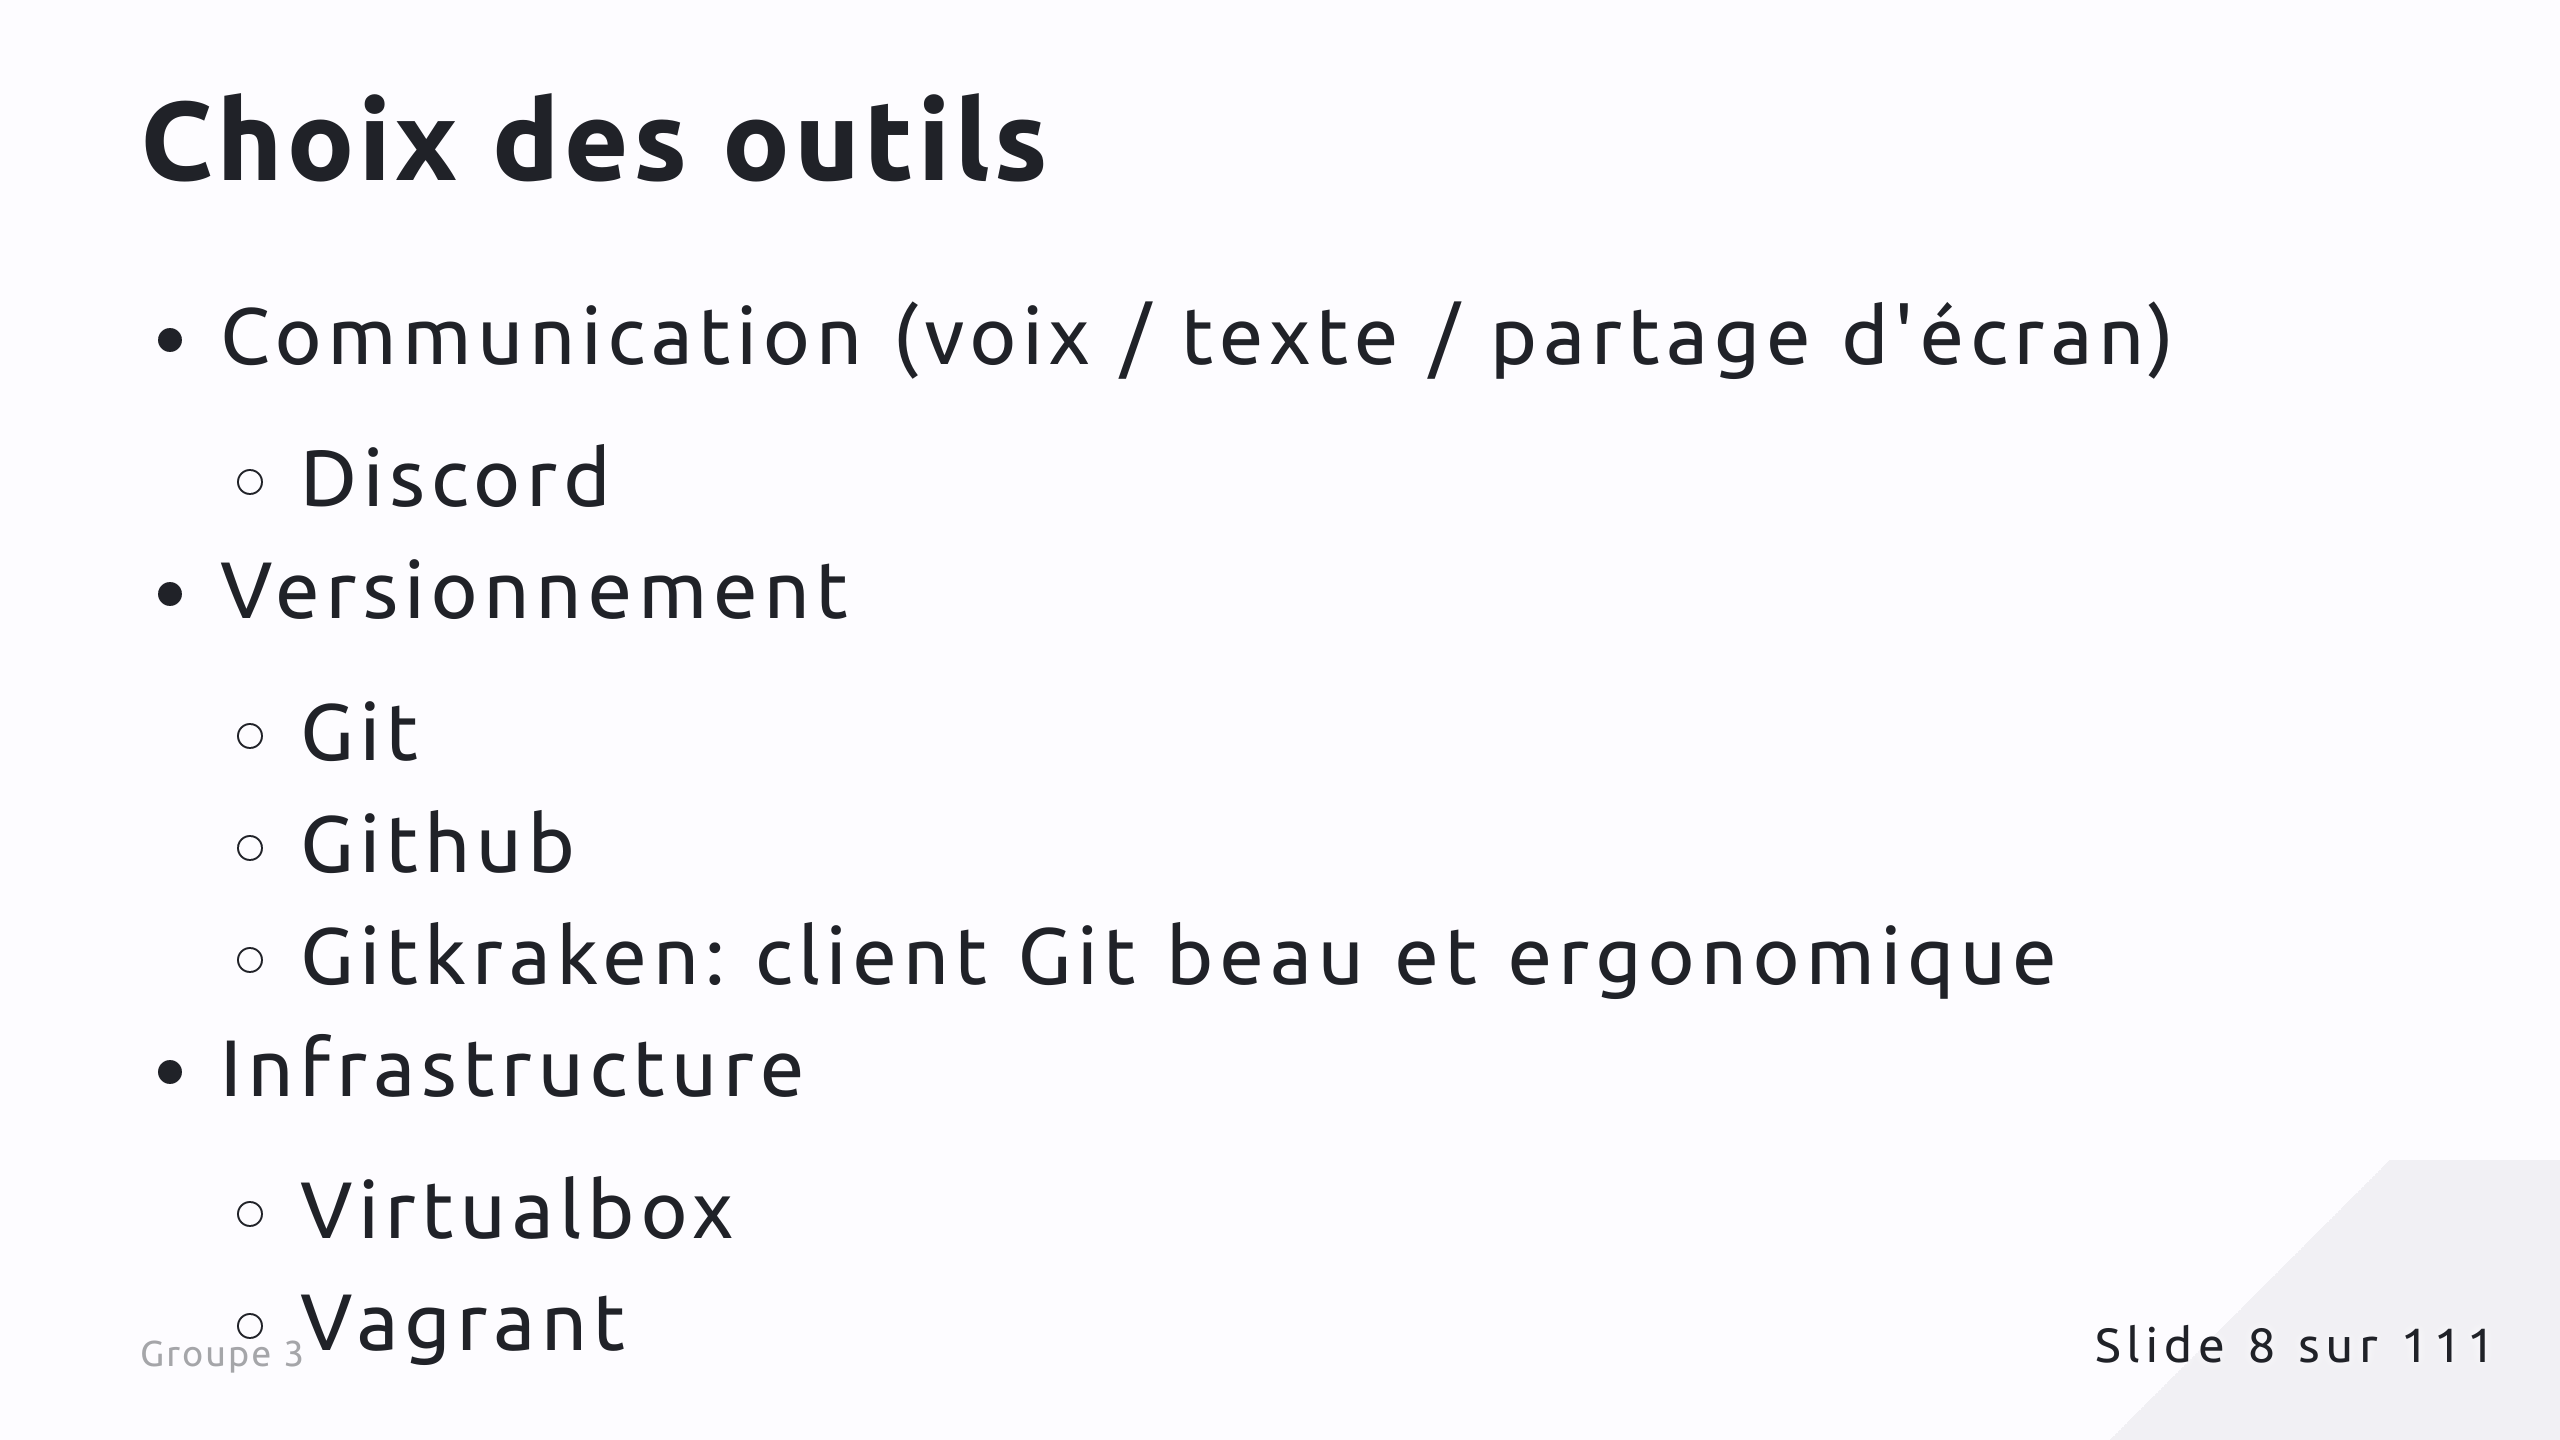 Choix des outils
Communication (voix / texte / partage d'écran)
Discord
Versionnement
Git
Github
Gitkraken: client Git beau et ergonomique
Infrastructure
Virtualbox
Vagrant
Groupe 3
Slide 8 sur 111